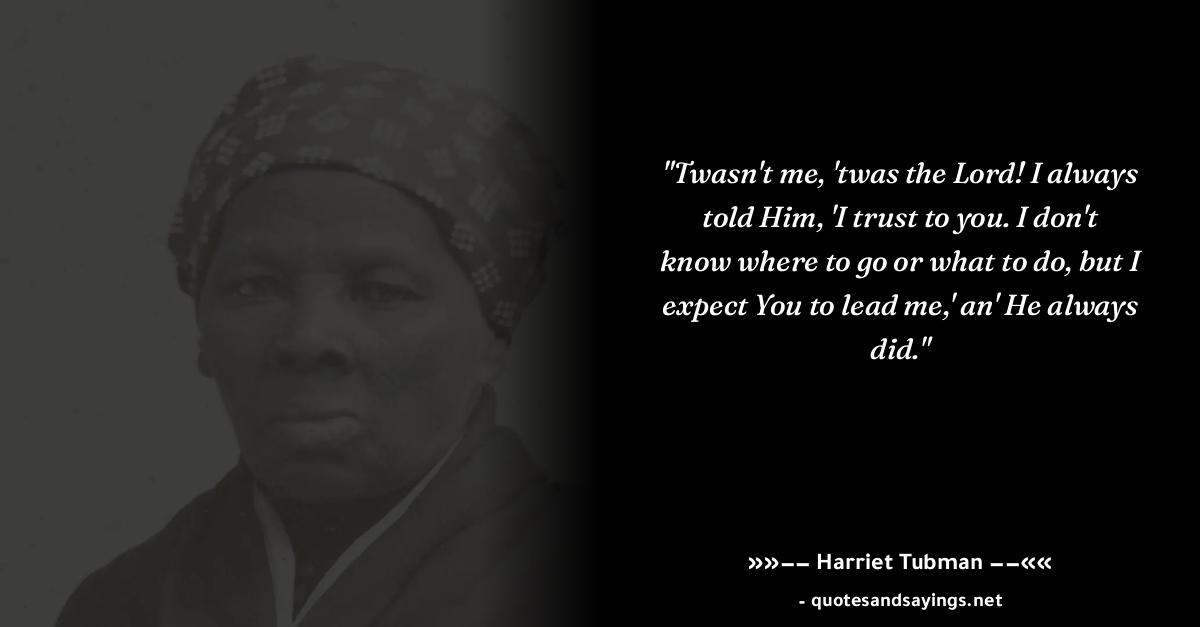 "Twasn't me, 'twas the Lord! I always
told Him, 'I trust to you. I don't
know where to go or what to do, but I
expect You to lead me,' an' He always
did."
»»−− Harriet Tubman −−««
- quotesandsayings.net